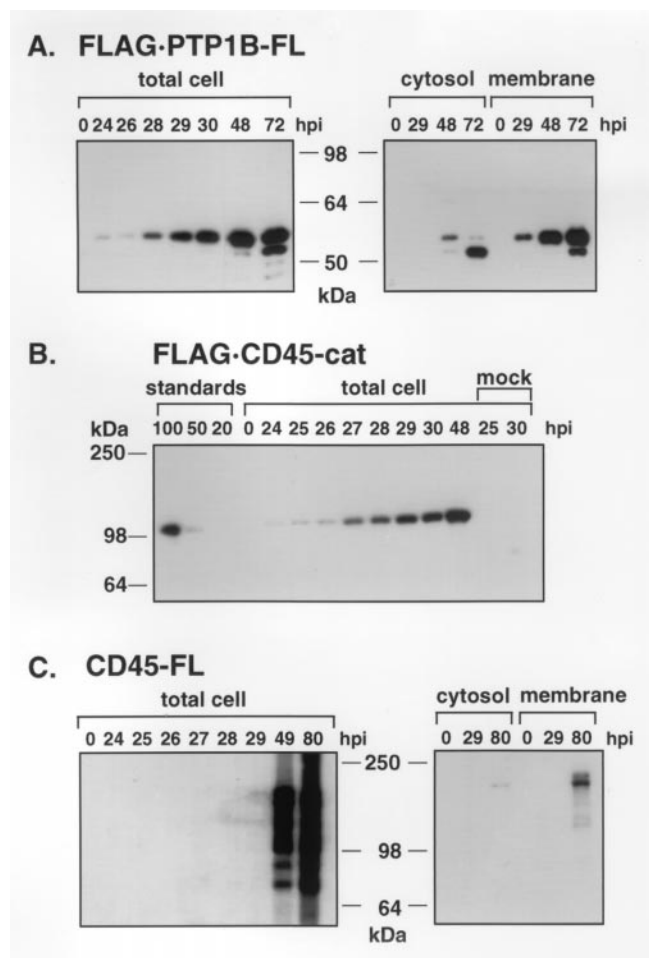 A. FLAG·PTP1B-FL
total cell cytosol membrane
0 24 26 28 29 30 48 72 hpi 0 29 48 72 0 29 48 72 hpi
98
64
50
kDa
B. FLAG·CD45-cat
standards total cell mock
kDa 100 50 20 0 24 25 26 27 28 29 30 48 25 30 hpi
250
98
64
C. CD45-FL
total cell cytosol membrane
0 24 25 26 27 28 29 49 80 hpi 0 29 80 0 29 80 hpi
250
98
64
kDa